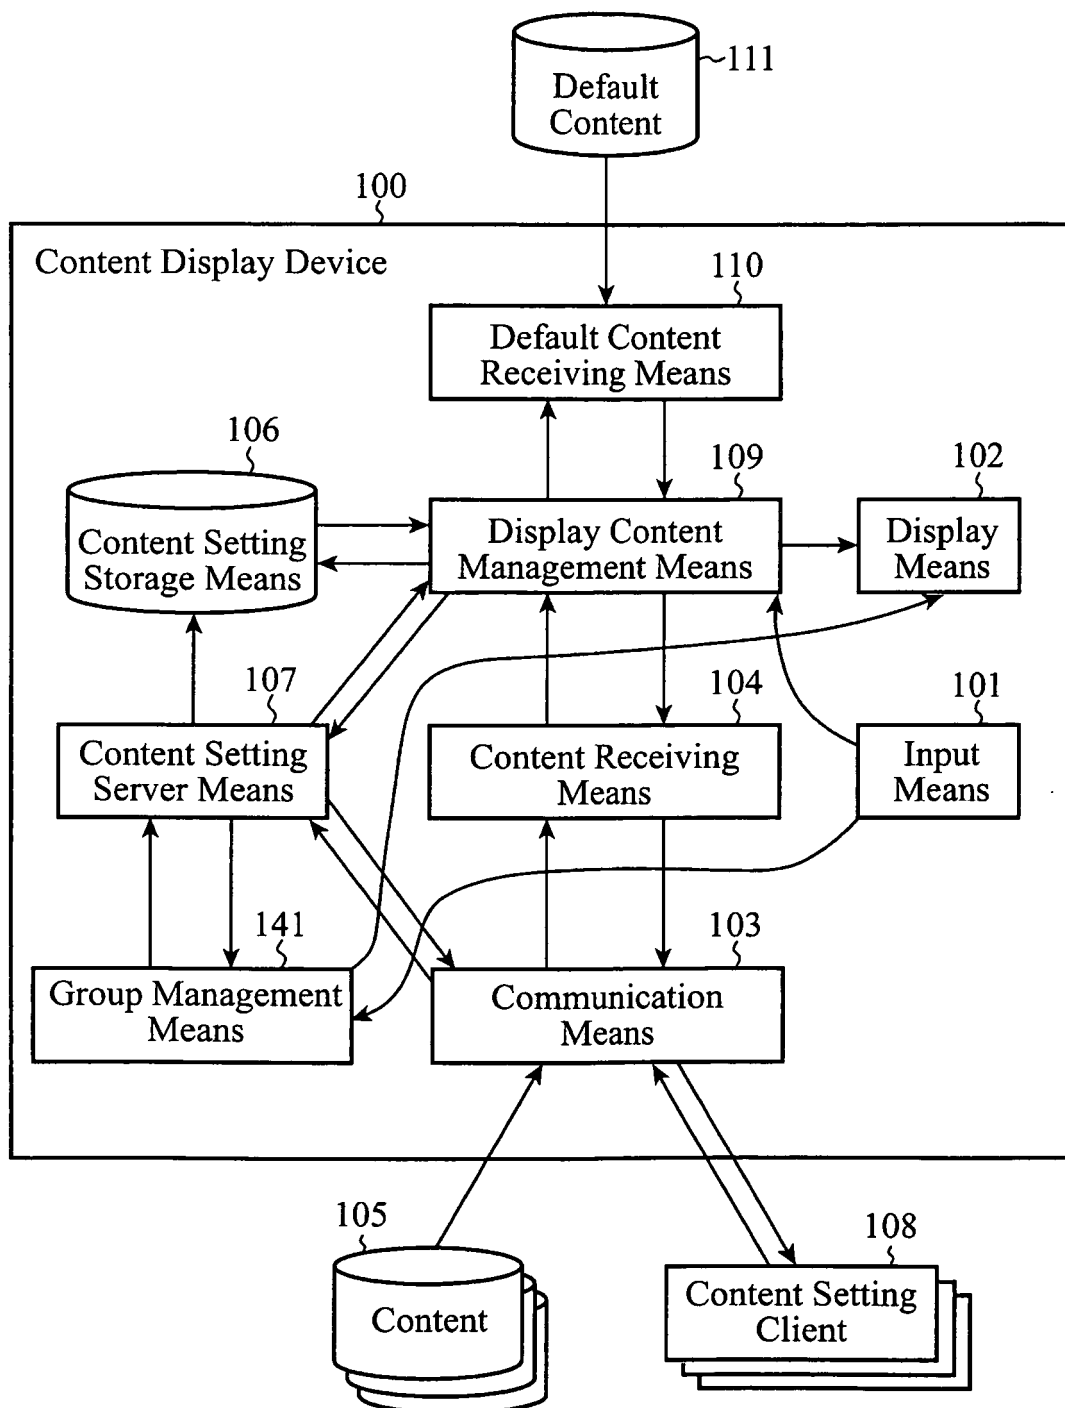 Default
Content
111
100
Content Display Device
110
Default Content
Receiving Means
106
109
102
Content Setting
Storage Means
Display Content
Management Means
Display
Means
107
104
101
Content Setting
Server Means
Content Receiving
Means
Input
Means
141
103
Group Management
Means
Communication
Means
105
108
Content
Content Setting
Client